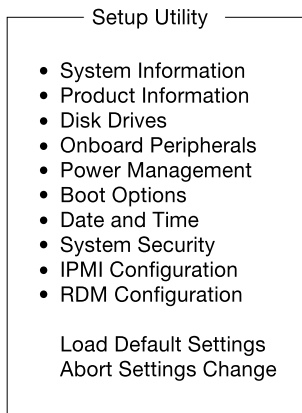 Setup Utility
• System Information
• Product Information
• Disk Drives
• Onboard Peripherals
• Power Management
• Boot Options
• Date and Time
• System Security
• IPMI Configuration
• RDM Configuration
Load Default Settings
Abort Settings Change